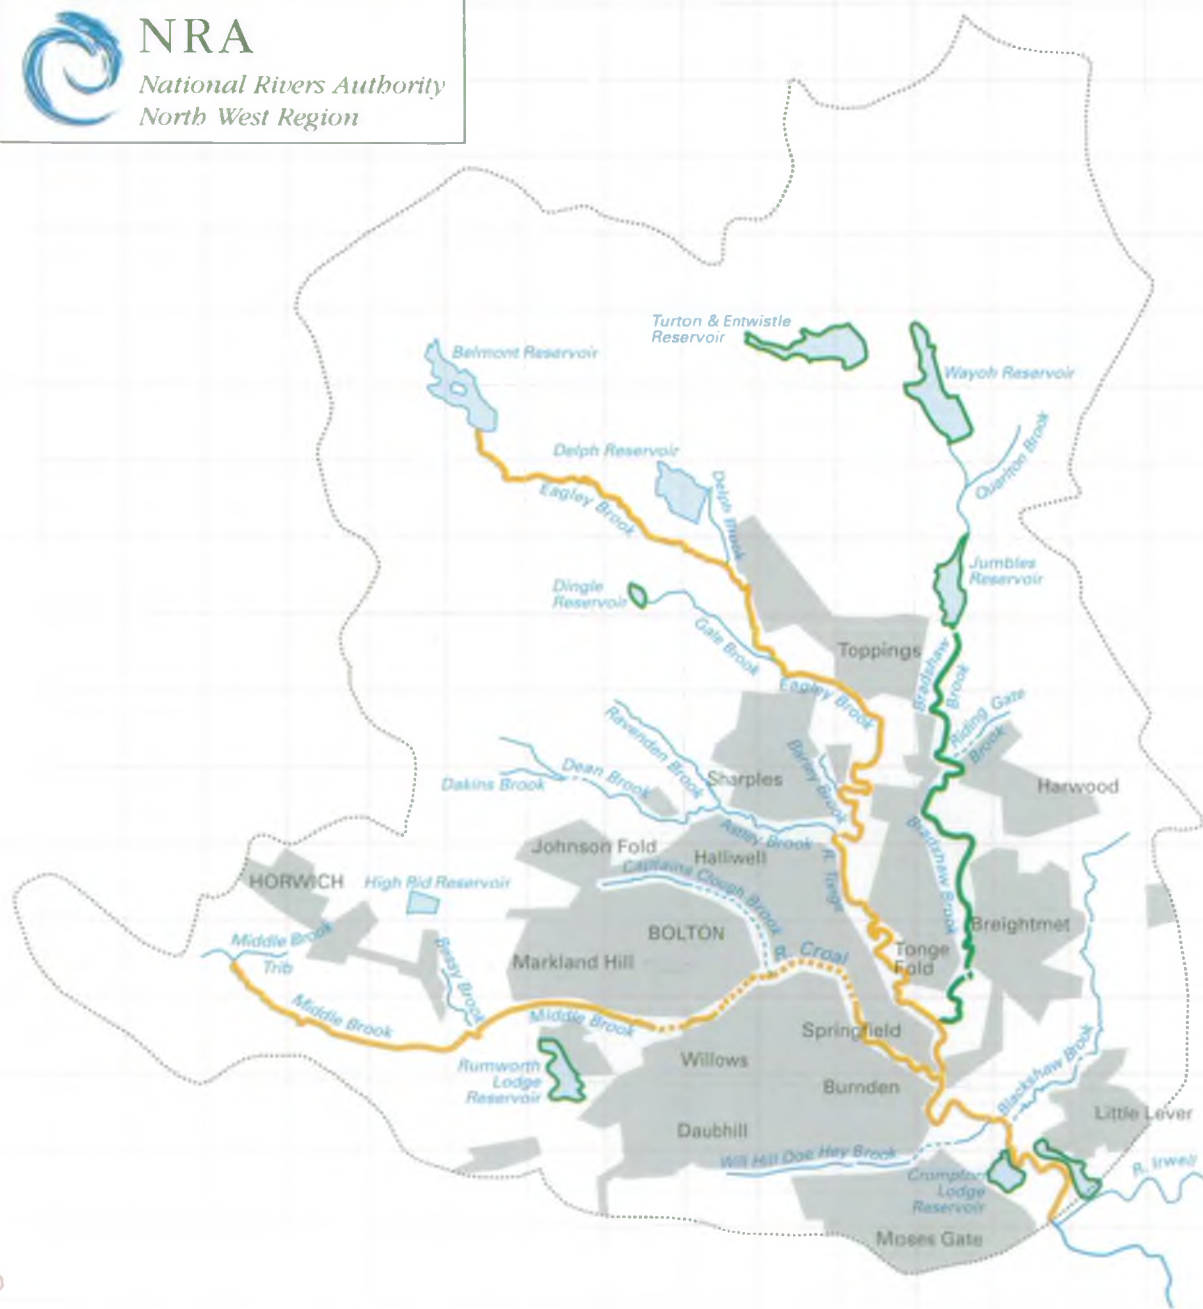 NRA
National Rivers Authority
North West Region
Turton & Entwistle
Reservoir
Belmont Reservoir
Wayoh Reservoir
Quarlton Brook
Delph Reservoir
Delph Brook
Eagley Brook
Jumbles
Reservoir
Dingle
Reservoir
Gale Brook
Toppings
Bradshaw
Brook
Eagley Brook
Riding Gate
Brook
Ravenden Brook
Barley Brook
Dean Brook
Dakins Brook
Sharples
Harwood
Astley Brook
Bradshaw Brook
R. Tonge
Johnson Fold
Halliwell
Captains Clough Brook
HORWICH
High Rid Reservoir
Breightmet
BOLTON
Middle Brook
Trib
Bessy Brook
Markland Hill
R. Croal
Tonge
Fold
Middle Brook
Middle Brook
Springfield
Blackshaw Brook
Willows
Rumworth
Lodge
Reservoir
Burnden
Little Lever
Daubhill
Will Hill Doe Hey Brook
Crompton
Lodge
Reservoir
R. Irwell
Moses Gate